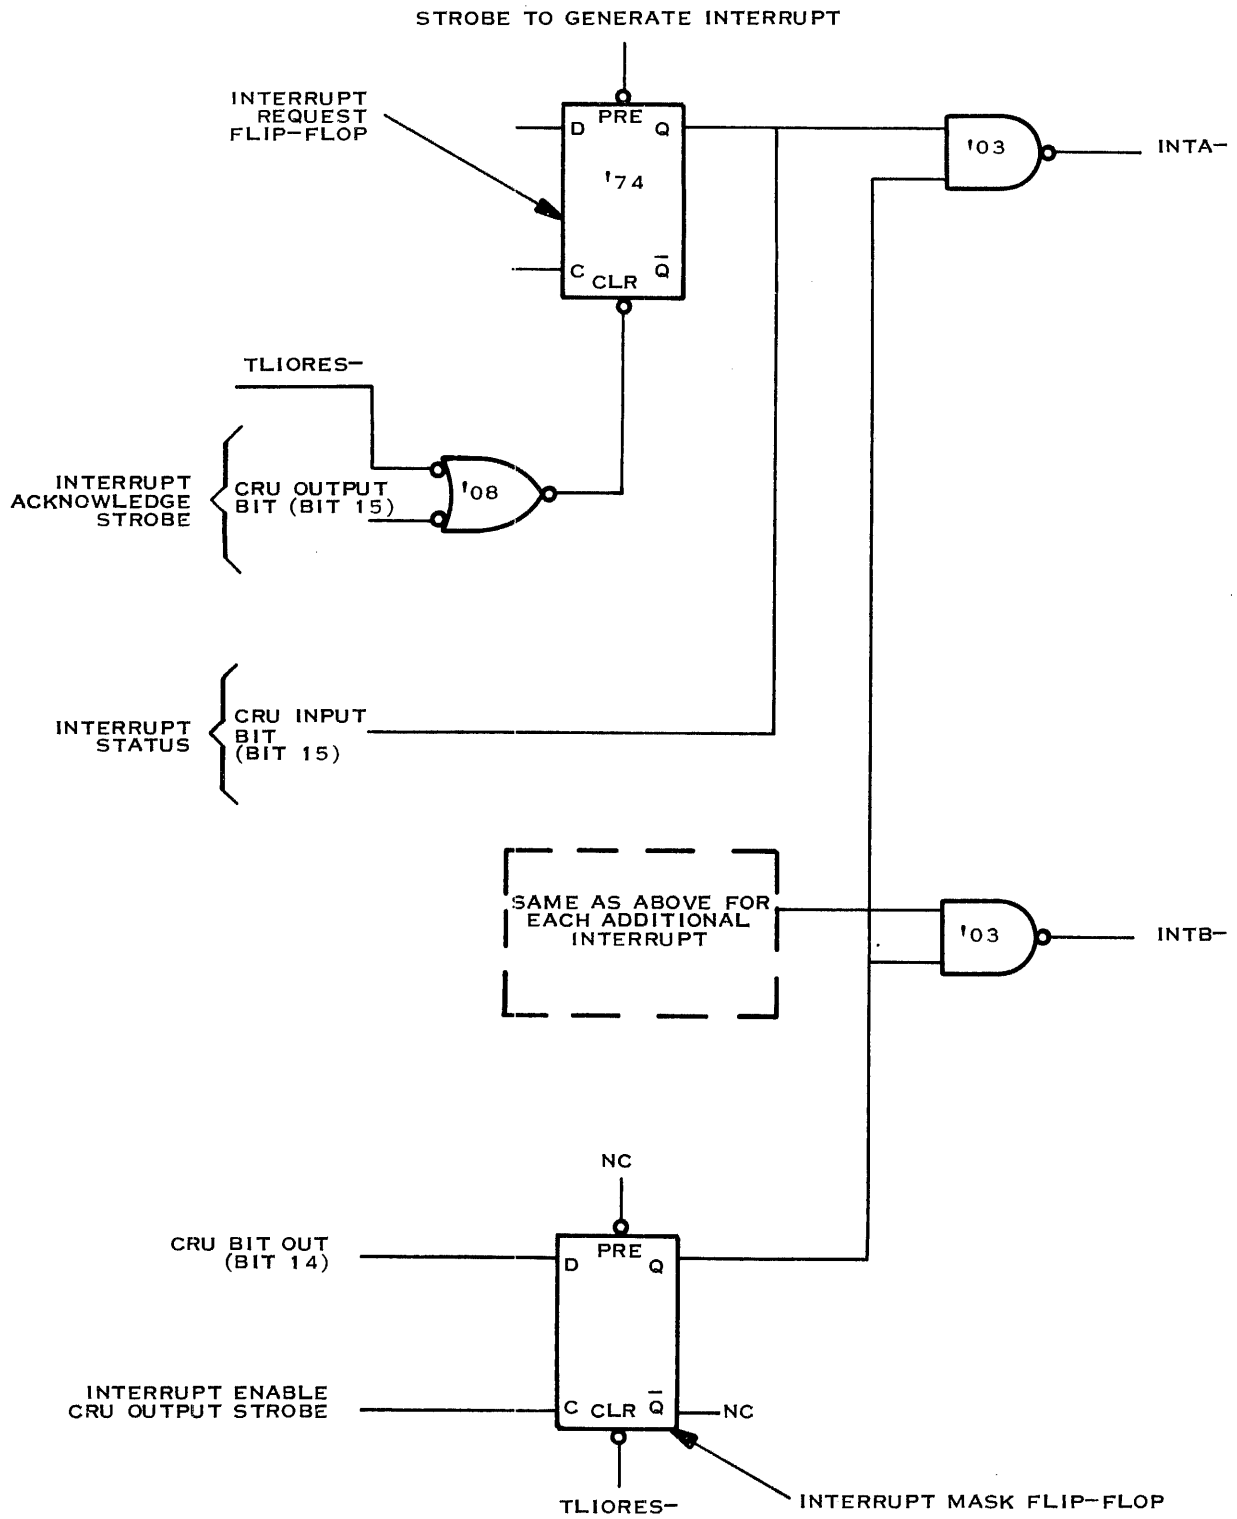 STROBE TO GENERATE INTERRUPT
INTERRUPT
REQUEST
FLIP-FLOP
PRE
D
Q
'74
C
CLR
Q̅
'03
INTA-
TLIORES-
INTERRUPT
ACKNOWLEDGE
STROBE
CRU OUTPUT
BIT (BIT 15)
'08
INTERRUPT
STATUS
CRU INPUT
BIT
(BIT 15)
SAME AS ABOVE FOR
EACH ADDITIONAL
INTERRUPT
'03
INTB-
NC
CRU BIT OUT
(BIT 14)
PRE
D
Q
INTERRUPT ENABLE
CRU OUTPUT STROBE
C
CLR
Q̅
NC
TLIORES-
INTERRUPT MASK FLIP-FLOP